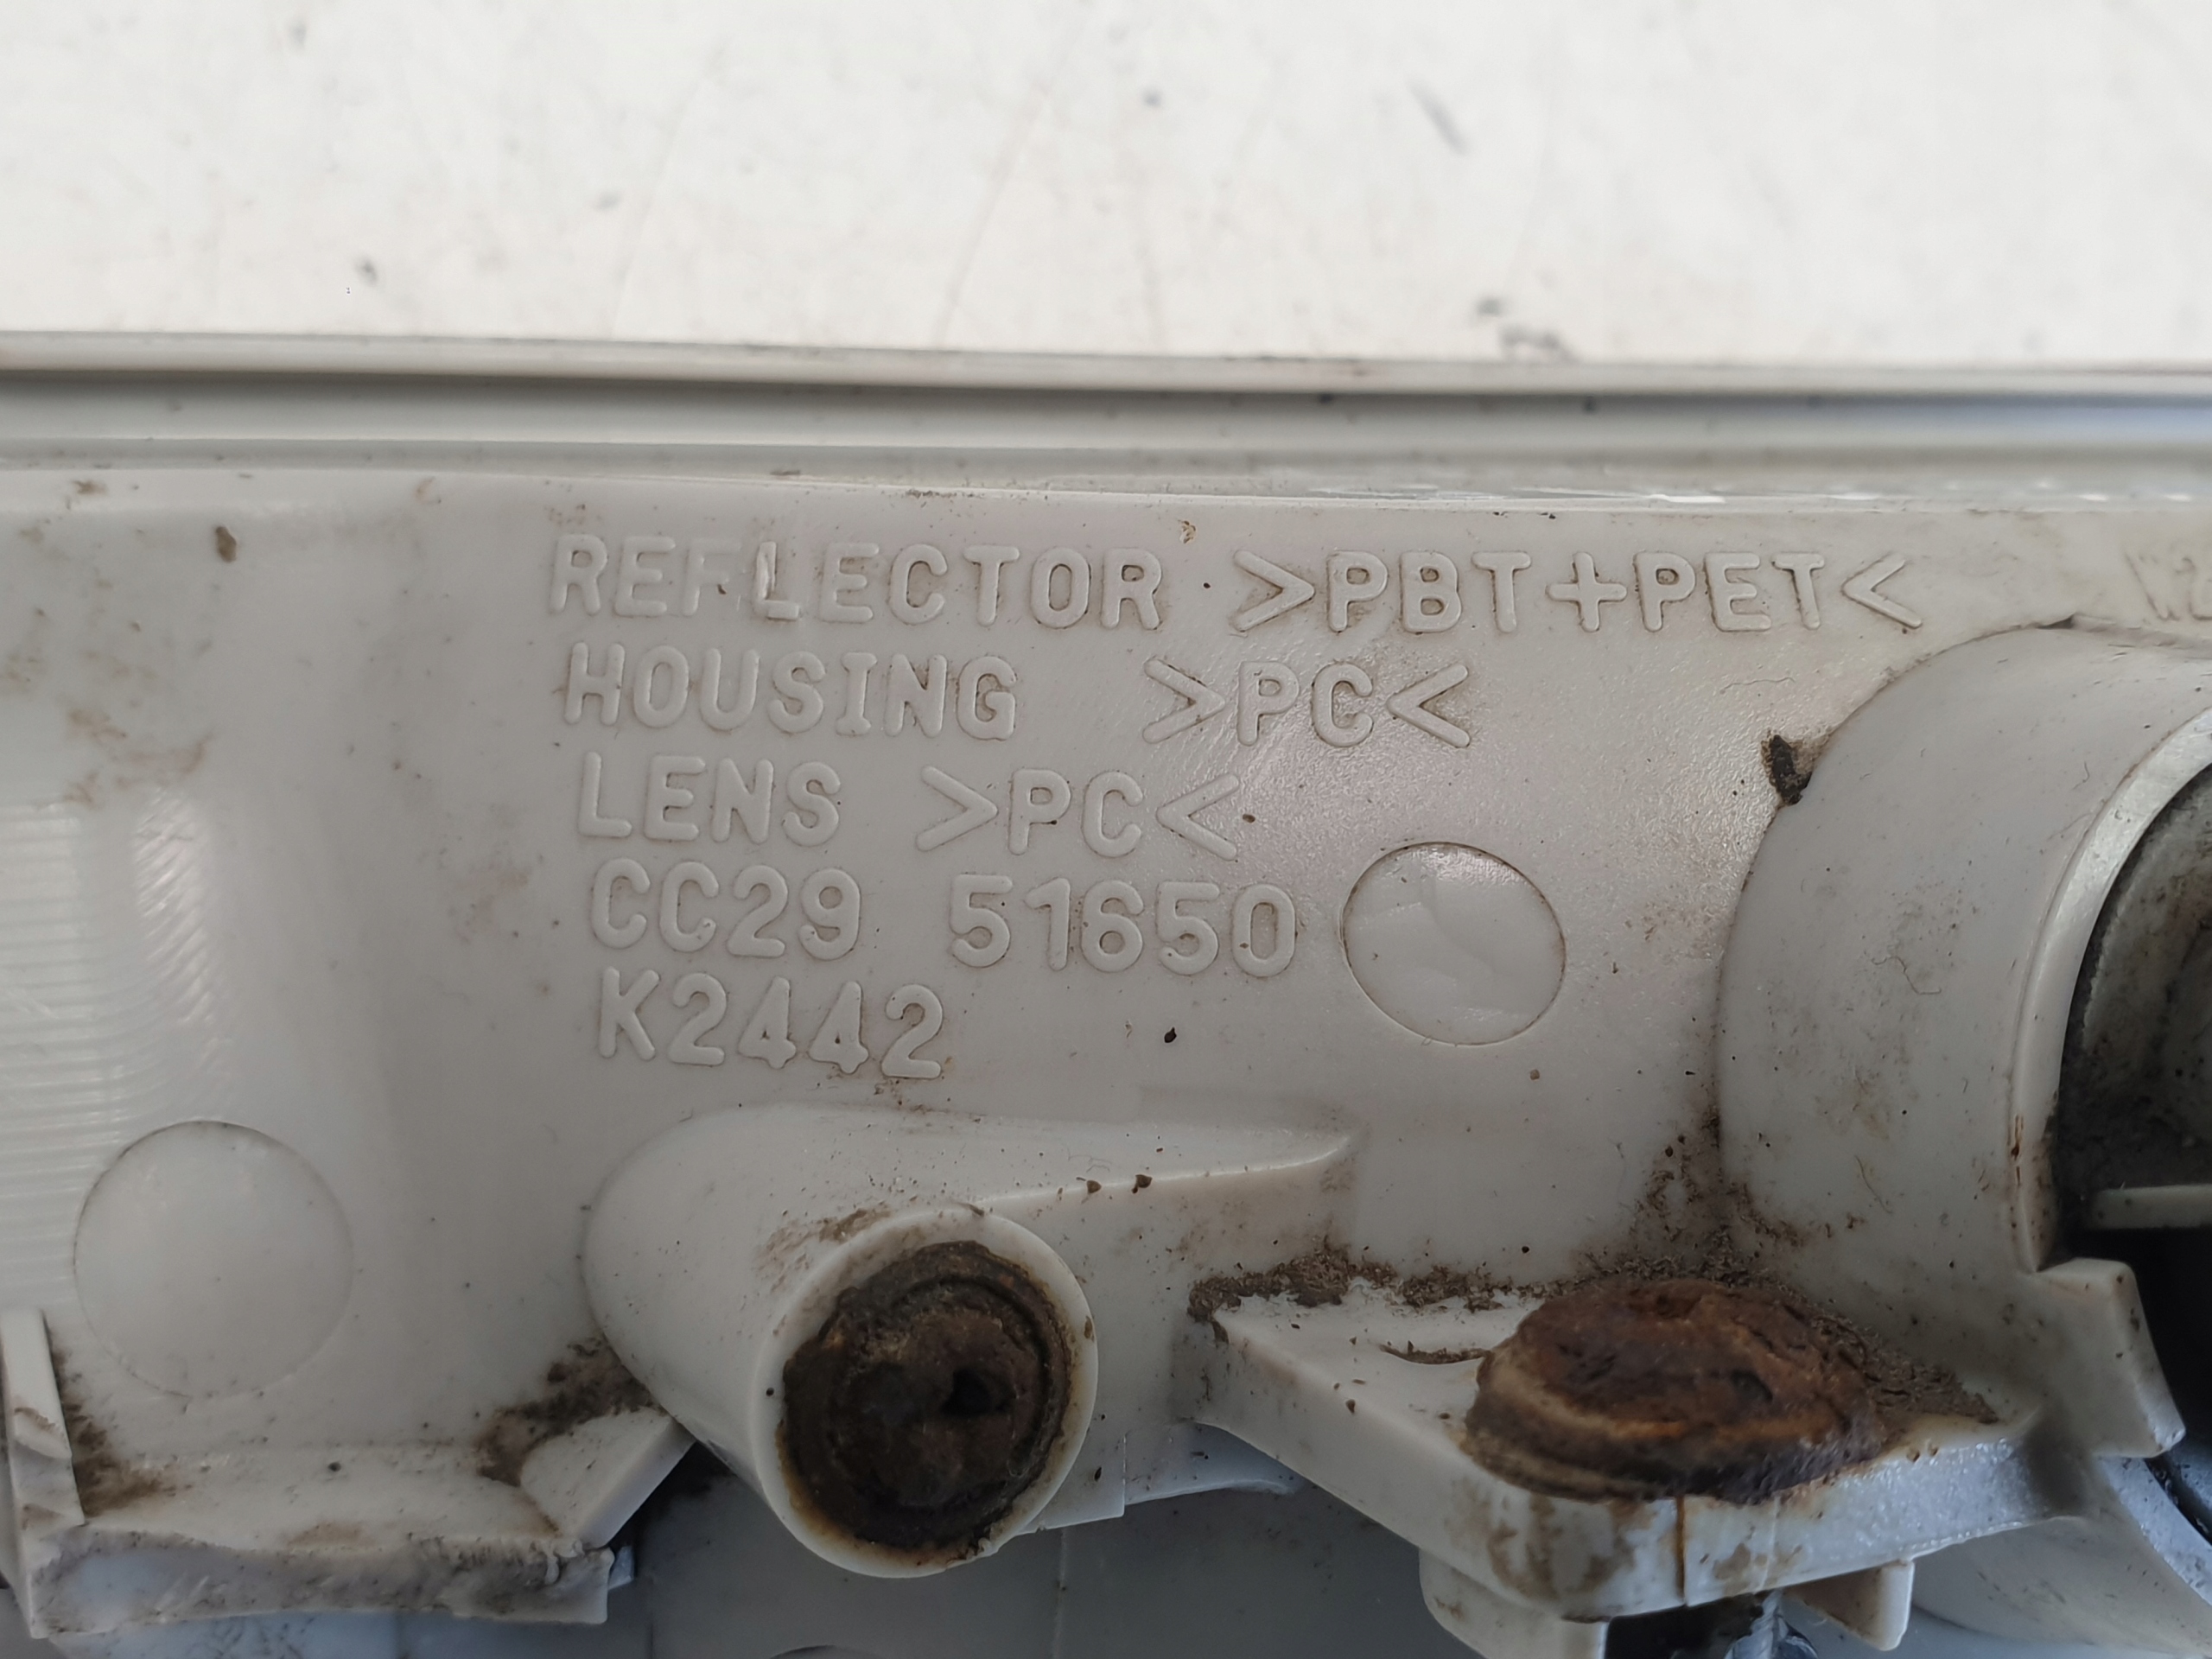 REFLECTOR >PBT+PET<
HOUSING >PC<
LENS >PC<
CC29 51650
K2442